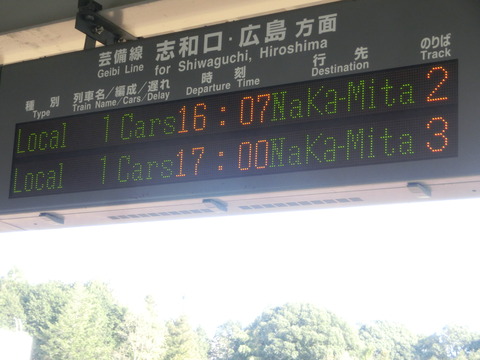 芸備線 志和口・広島 方面
Geibi Line for Shiwaguchi, Hiroshima
種別 列車名/編成/遅れ 時刻 行先 のりば
Type Train Name/Cars/Delay Departure Time Destination Track
Local 1 Cars 16:07 NaKa-Mita 2
Local 1 Cars 17:00 NaKa-Mita 3